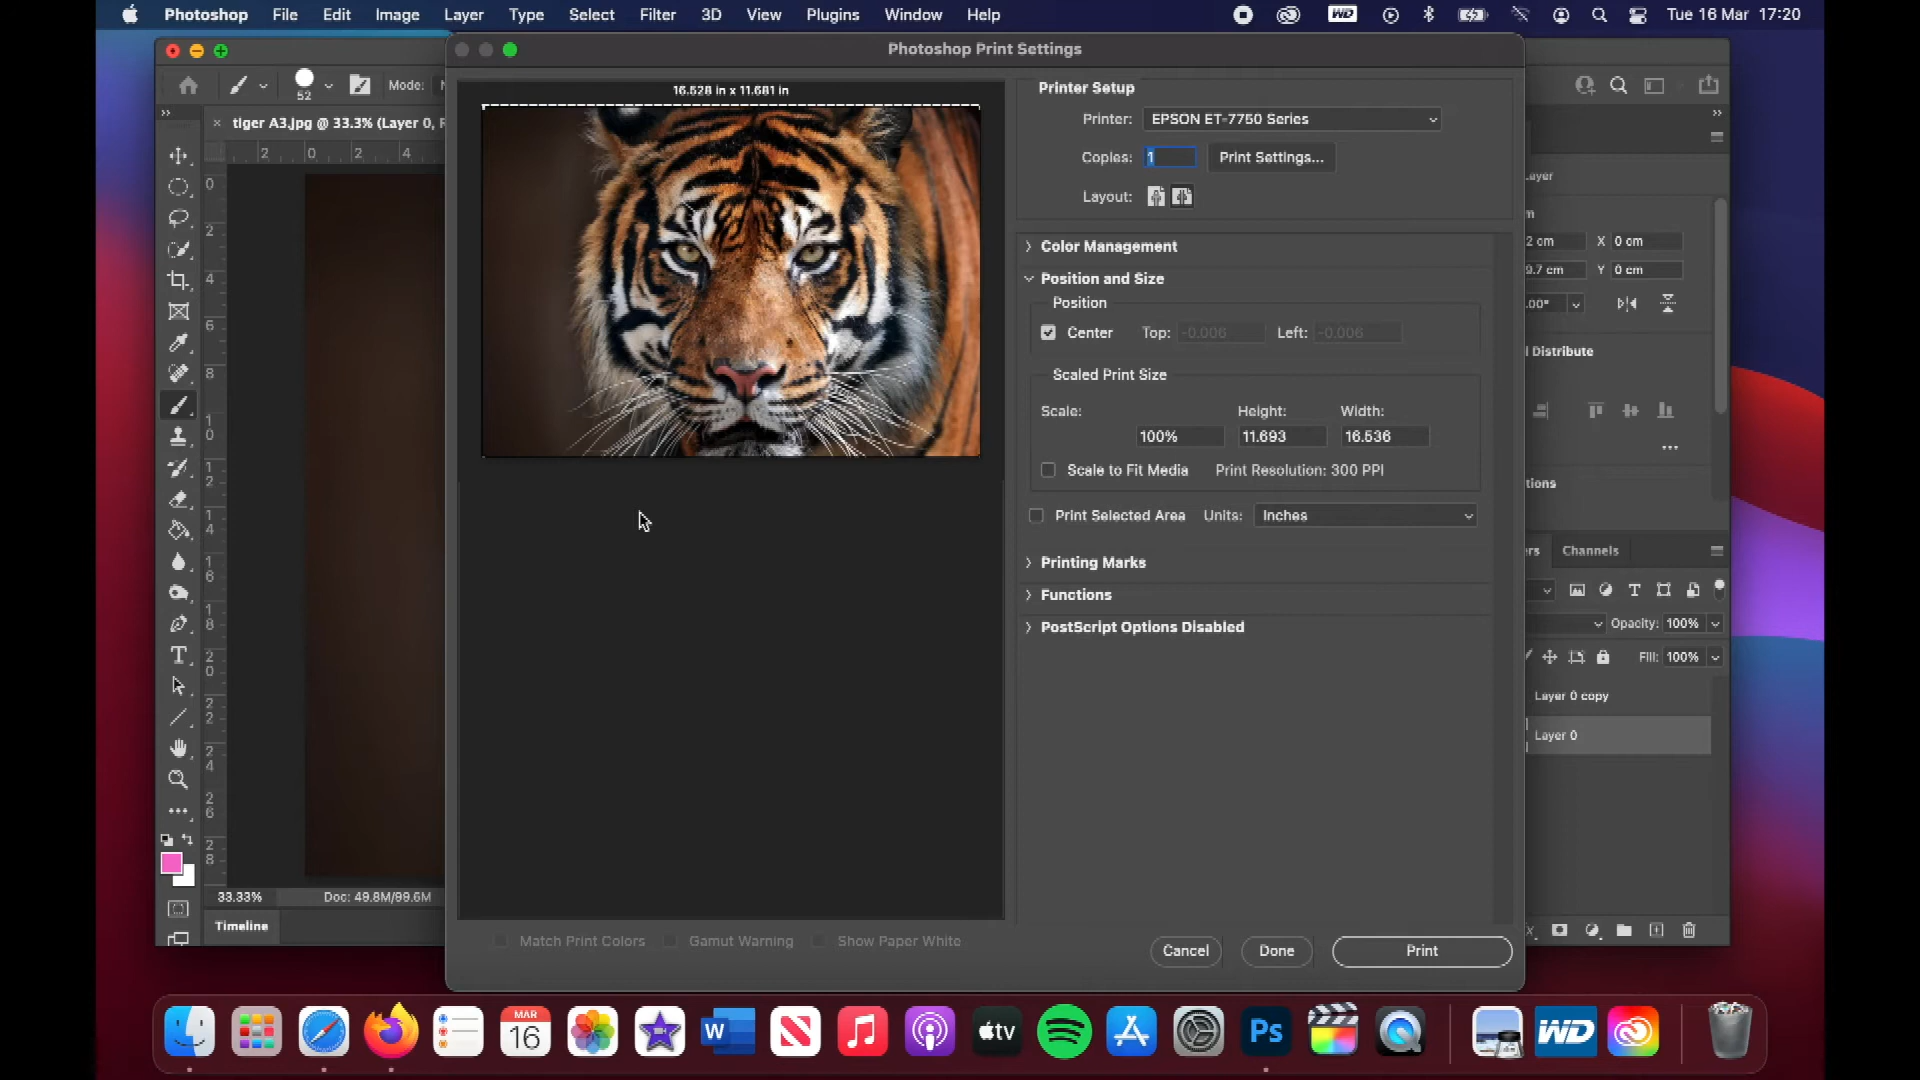 Photoshop File Edit Image Layer Type Select Filter 3D View Plugins Window Help
WD
Tue 16 Mar 17:20
Photoshop Print Settings
52
Mode:
tiger A3.jpg @ 33.3% (Layer 0, R
2 0 2 4
0
2
4
6
8
1
0
1
2
1
4
1
6
1
8
2
0
2
2
2
4
2
6
2
8
33.33% Doc: 49.8M/99.6M
Timeline
16.528 in x 11.681 in
Match Print Colors Gamut Warning Show Paper White
Printer Setup
Printer: EPSON ET-7750 Series
Copies: 1 Print Settings...
Layout:
Color Management
Position and Size
Position
Center Top: -0.006 Left: -0.006
Scaled Print Size
Scale: Height: Width:
100% 11.693 16.536
Scale to Fit Media Print Resolution: 300 PPI
Print Selected Area Units: Inches
Printing Marks
Functions
PostScript Options Disabled
Cancel Done Print
ayer
m
2 cm X 0 cm
9.7 cm Y 0 cm
.00°
l Distribute
tions
rs Channels
Opacity: 100%
Fill: 100%
Layer 0 copy
Layer 0
MAR
16
W
tv
Ps
WD